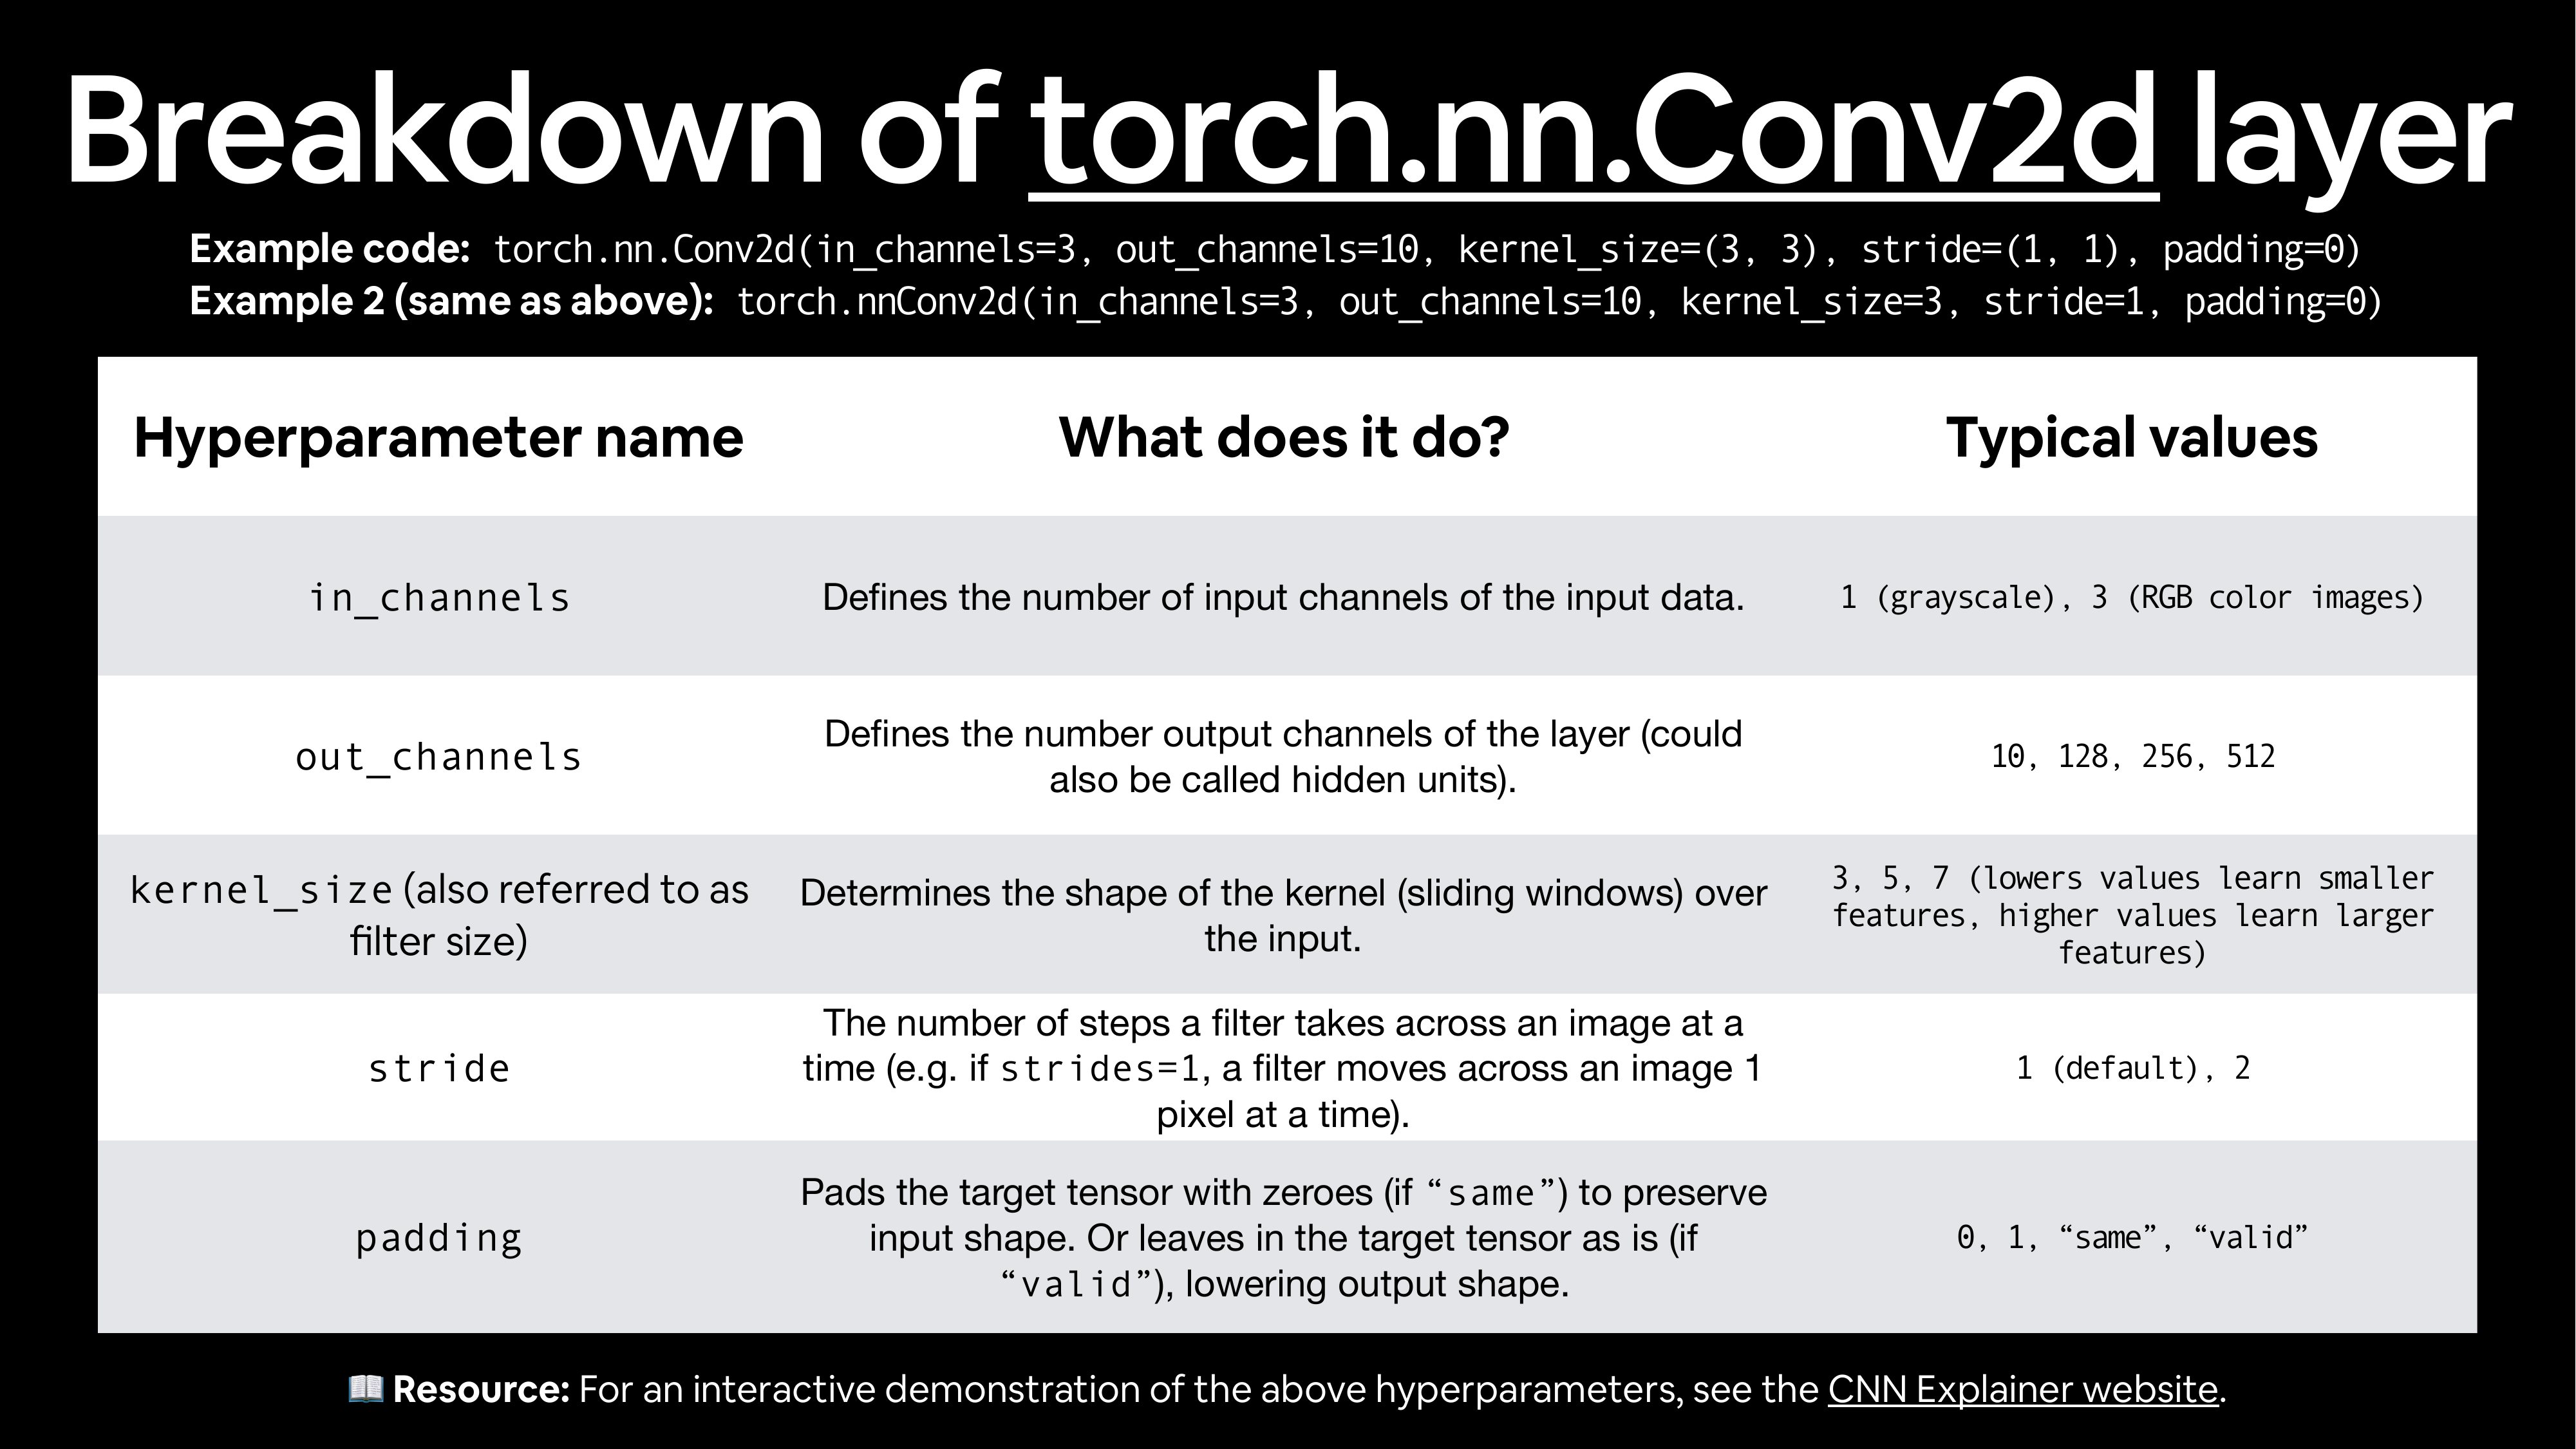 Breakdown of torch.nn.Conv2d layer
Example code: torch.nn.Conv2d(in_channels=3, out_channels=10, kernel_size=(3, 3), stride=(1, 1), padding=0)
Example 2 (same as above): torch.nnConv2d(in_channels=3, out_channels=10, kernel_size=3, stride=1, padding=0)
Hyperparameter name
What does it do?
Typical values
in_channels
Defines the number of input channels of the input data.
1 (grayscale), 3 (RGB color images)
out_channels
Defines the number output channels of the layer (could
also be called hidden units).
10, 128, 256, 512
kernel_size (also referred to as
filter size)
Determines the shape of the kernel (sliding windows) over
the input.
3, 5, 7 (lowers values learn smaller
features, higher values learn larger
features)
stride
The number of steps a filter takes across an image at a
time (e.g. if strides=1, a filter moves across an image 1
pixel at a time).
1 (default), 2
padding
Pads the target tensor with zeroes (if “same”) to preserve
input shape. Or leaves in the target tensor as is (if
“valid”), lowering output shape.
0, 1, “same”, “valid”
📖 Resource: For an interactive demonstration of the above hyperparameters, see the CNN Explainer website.